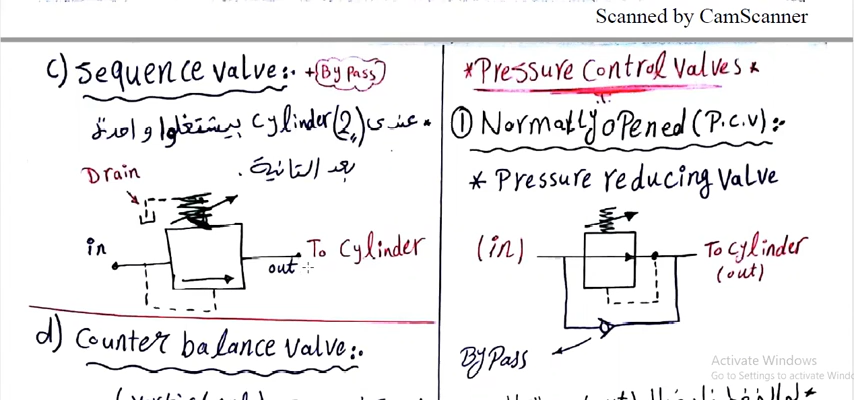 Scanned by CamScanner
c) Sequence valve:. + By Pass
* عندى (2) Cylinder بيشتغلوا واحدة
بعد التانية.
Drain
in
out
To Cylinder
d) Counter balance valve:.
*Pressure Control Valves*
① Normally opened (P.C.V):-
* Pressure reducing valve
(in)
To Cylinder
(out)
By Pass
Activate Windows
Go to Settings to activate Wind